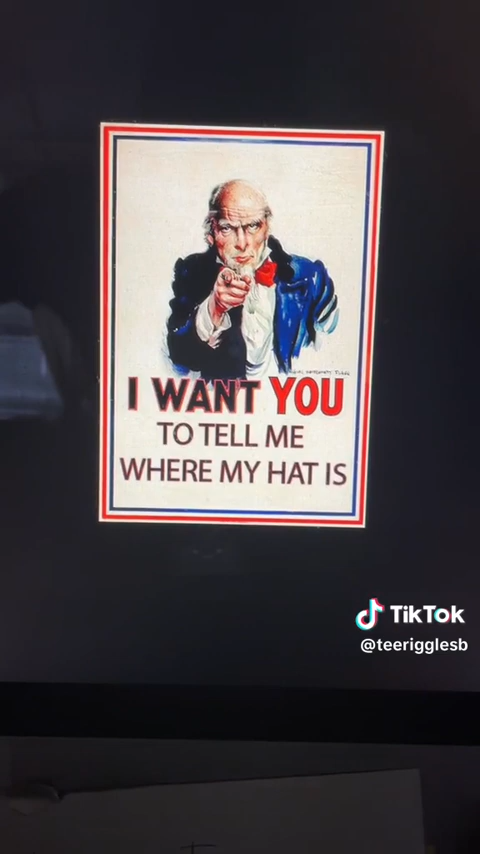 I WANT YOU
TO TELL ME
WHERE MY HAT IS
TikTok
@teerigglesb